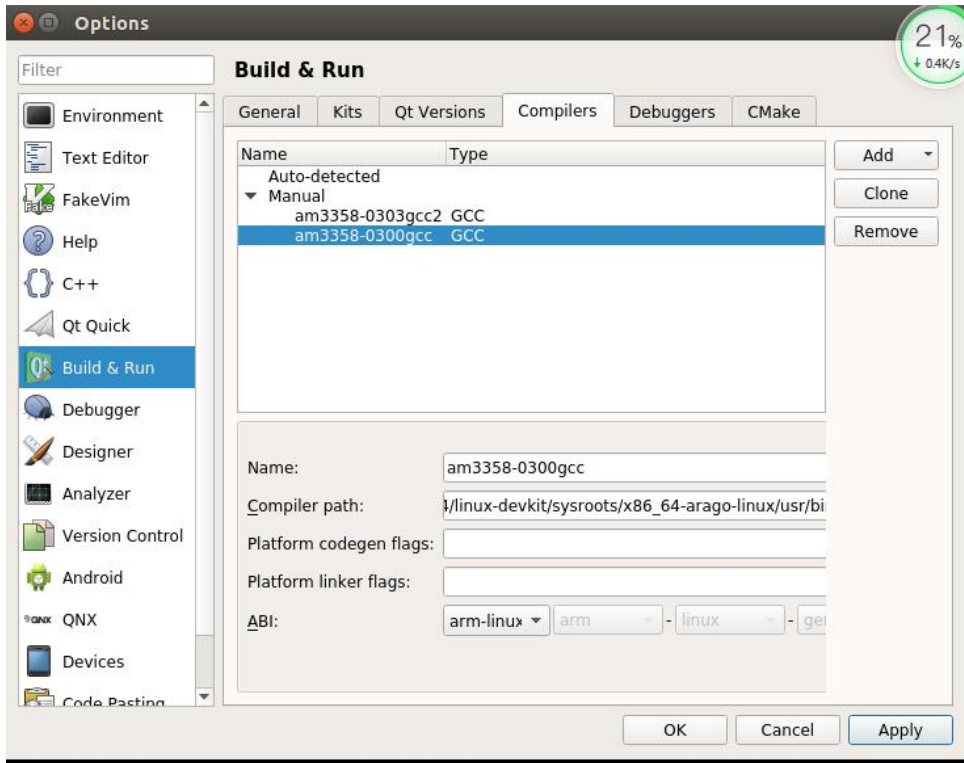 Options
21%
0.4K/s
Filter
Build & Run
Environment
Text Editor
FakeVim
Help
C++
Qt Quick
Build & Run
Debugger
Designer
Analyzer
Version Control
Android
QNX
Devices
Code Pasting
General Kits Qt Versions Compilers Debuggers CMake
Name Type
Auto-detected
Manual
am3358-0303gcc2 GCC
am3358-0300gcc GCC
Add
Clone
Remove
Name: am3358-0300gcc
Compiler path: /linux-devkit/sysroots/x86_64-arago-linux/usr/bi
Platform codegen flags:
Platform linker flags:
ABI: arm-linux arm - linux - ge
OK Cancel Apply